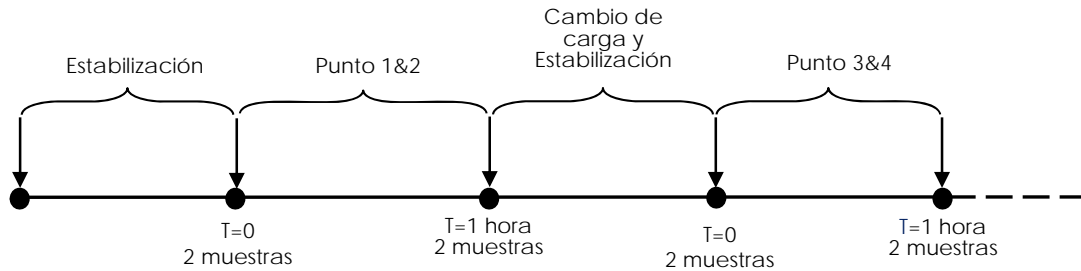 Estabilización
Punto 1&2
Cambio de
carga y
Estabilización
Punto 3&4
T=0
2 muestras
T=1 hora
2 muestras
T=0
2 muestras
T=1 hora
2 muestras